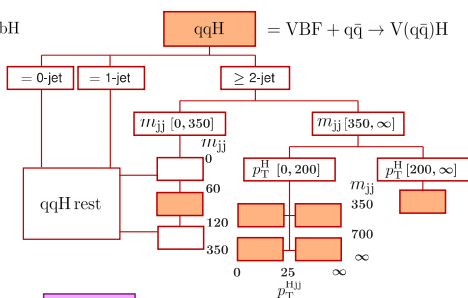 bH
qqH = VBF + qq̄ → V(qq̄)H
= 0-jet
= 1-jet
≥ 2-jet
m_jj [0, 350]
m_jj [350, ∞]
m_jj
0
60
120
350
p_T^H [0, 200]
p_T^H [200, ∞]
qqH rest
m_jj
350
700
∞
0 25 ∞
p_T^Hjj